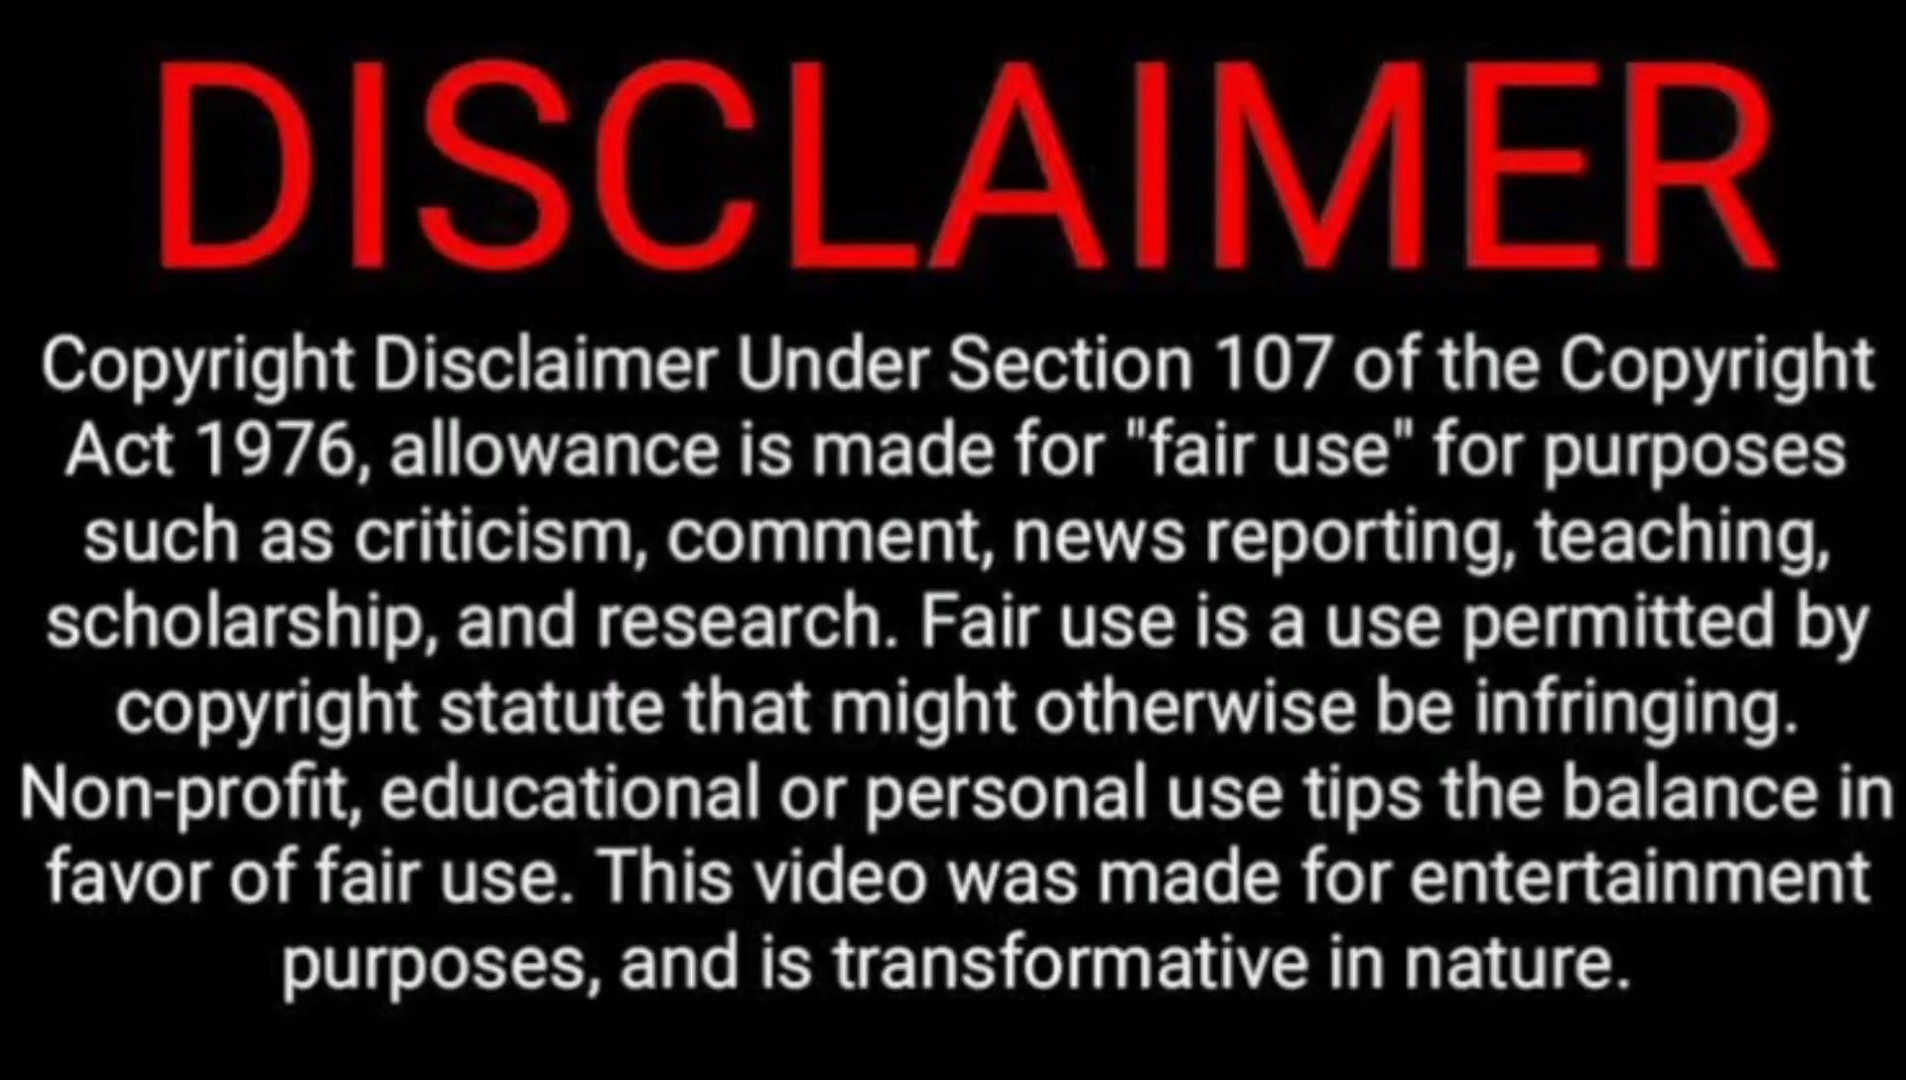 DISCLAIMER
Copyright Disclaimer Under Section 107 of the Copyright
Act 1976, allowance is made for "fair use" for purposes
such as criticism, comment, news reporting, teaching,
scholarship, and research. Fair use is a use permitted by
copyright statute that might otherwise be infringing.
Non-profit, educational or personal use tips the balance in
favor of fair use. This video was made for entertainment
purposes, and is transformative in nature.